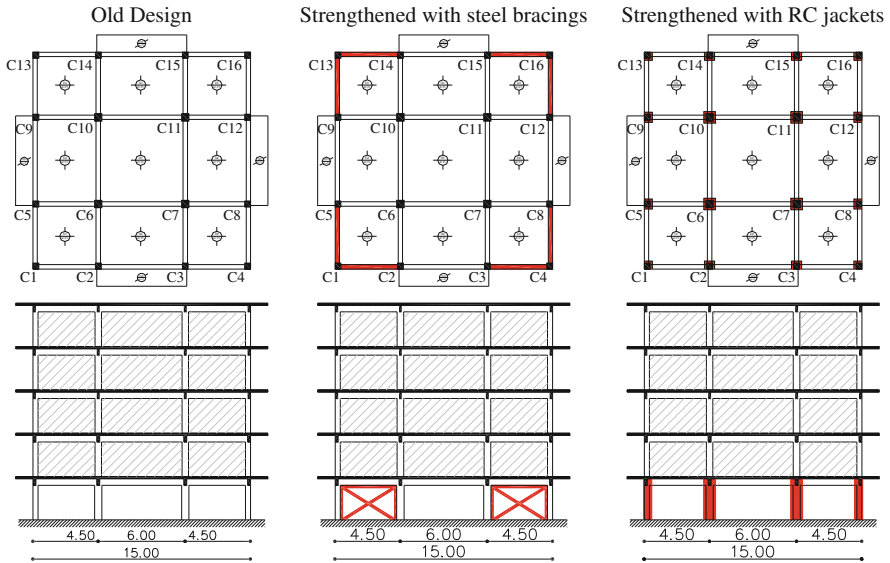 Old Design
Strengthened with steel bracings
Strengthened with RC jackets
C13 C14 C15 C16
C9 C10 C11 C12
C5 C6 C7 C8
C1 C2 C3 C4
C13 C14 C15 C16
C9 C10 C11 C12
C5 C6 C7 C8
C1 C2 C3 C4
C13 C14 C15 C16
C9 C10 C11 C12
C5 C6 C7 C8
C1 C2 C3 C4
4.50 6.00 4.50
15.00
4.50 6.00 4.50
15.00
4.50 6.00 4.50
15.00